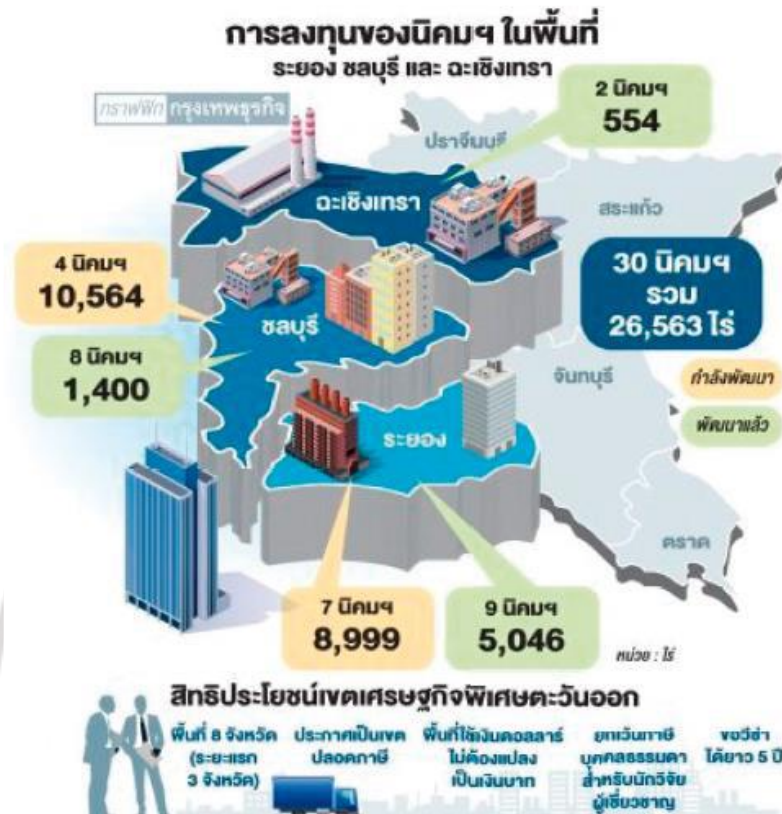 การลงทุนของนิคมฯ ในพื้นที่
ระยอง ชลบุรี และ ฉะเชิงเทรา
กราฟฟิก กรุงเทพธุรกิจ
2 นิคมฯ
554
ปราจีนบุรี
ฉะเชิงเทรา
สระแก้ว
4 นิคมฯ
10,564
30 นิคมฯ
รวม
26,563 ไร่
ชลบุรี
8 นิคมฯ
1,400
จันทบุรี
กำลังพัฒนา
พัฒนาแล้ว
ระยอง
ตราด
7 นิคมฯ
8,999
9 นิคมฯ
5,046
หน่วย : ไร่
สิทธิประโยชน์เขตเศรษฐกิจพิเศษตะวันออก
พื้นที่ 8 จังหวัด
(ระยะแรก
3 จังหวัด)
ประกาศเป็นเขต
ปลอดภาษี
พื้นที่ใช้เงินดอลลาร์
ไม่ต้องแปลง
เป็นเงินบาท
ยกเว้นภาษี
บุคคลธรรมดา
สำหรับนักวิจัย
ผู้เชี่ยวชาญ
ขอวีซ่า
ได้ยาว 5 ปี